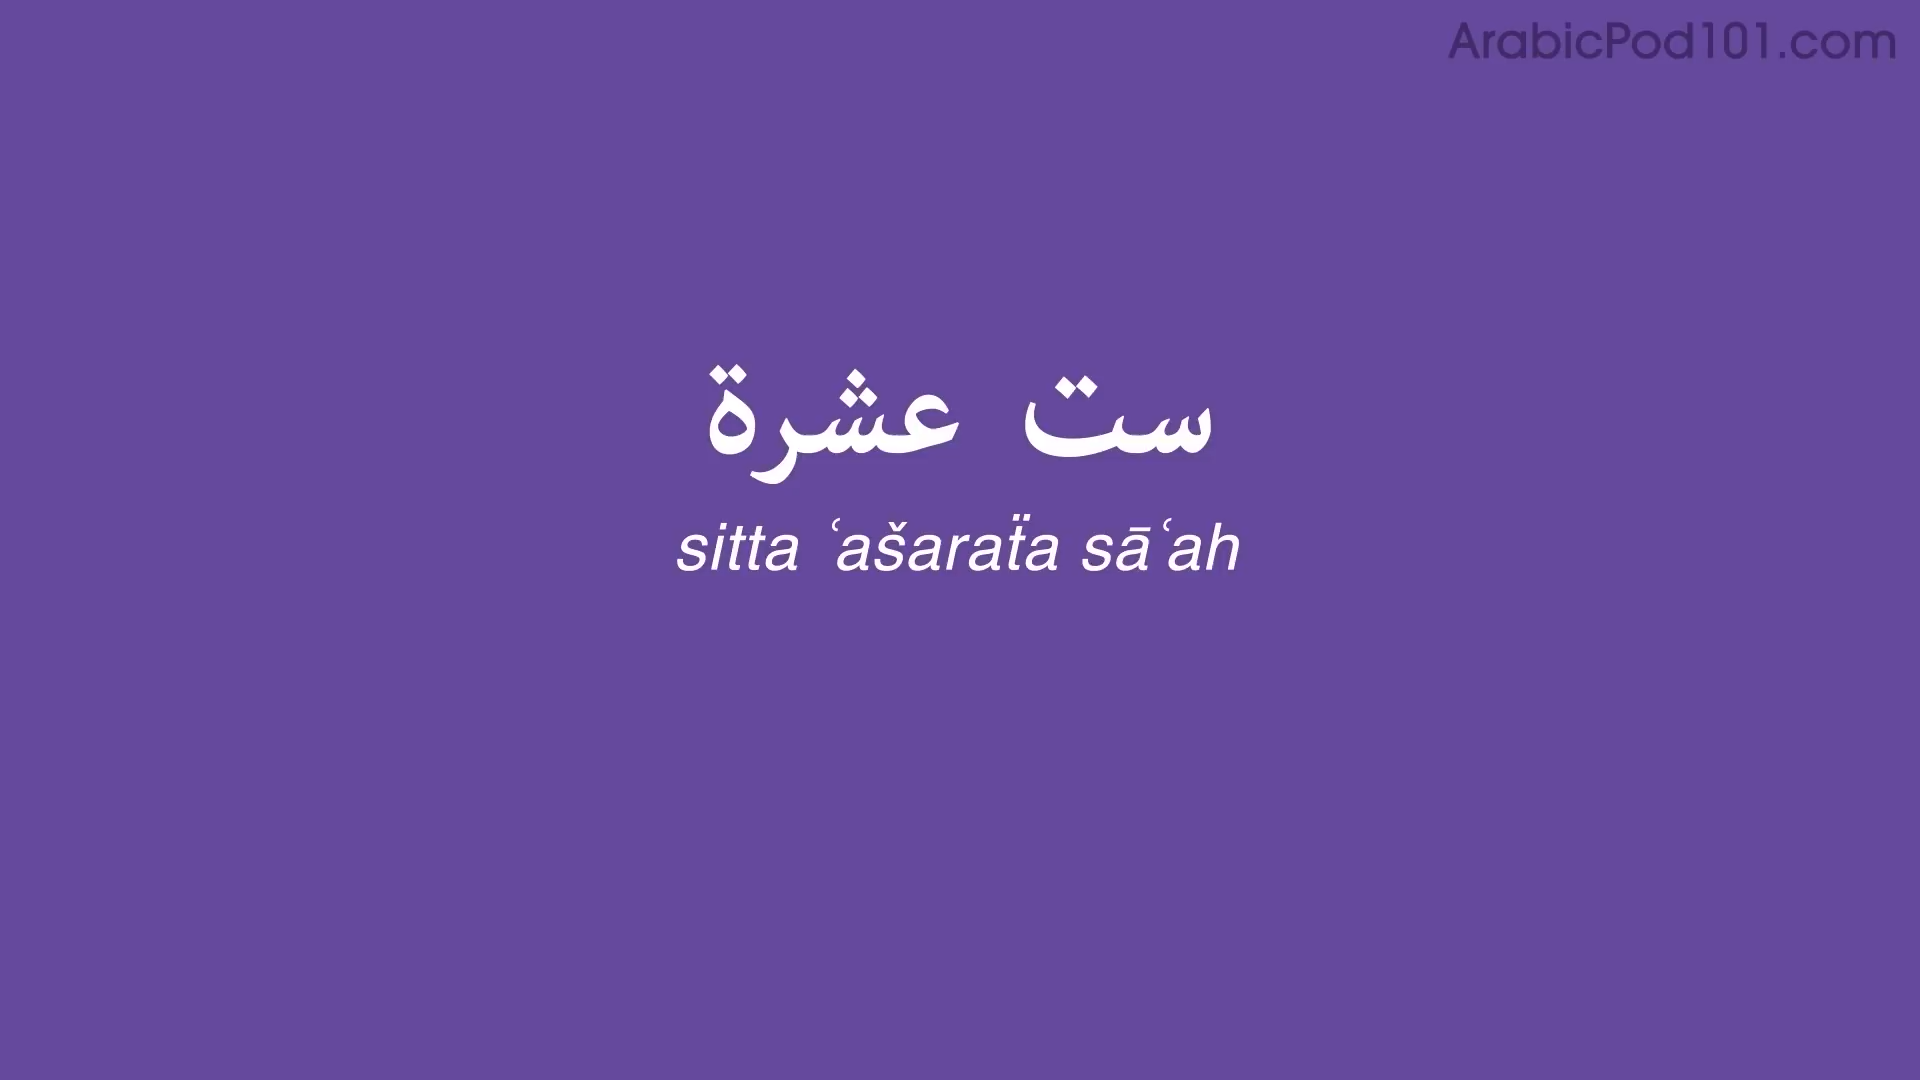 ArabicPod101.com
ست عشرة
sitta ʿašaraẗa sāʿah